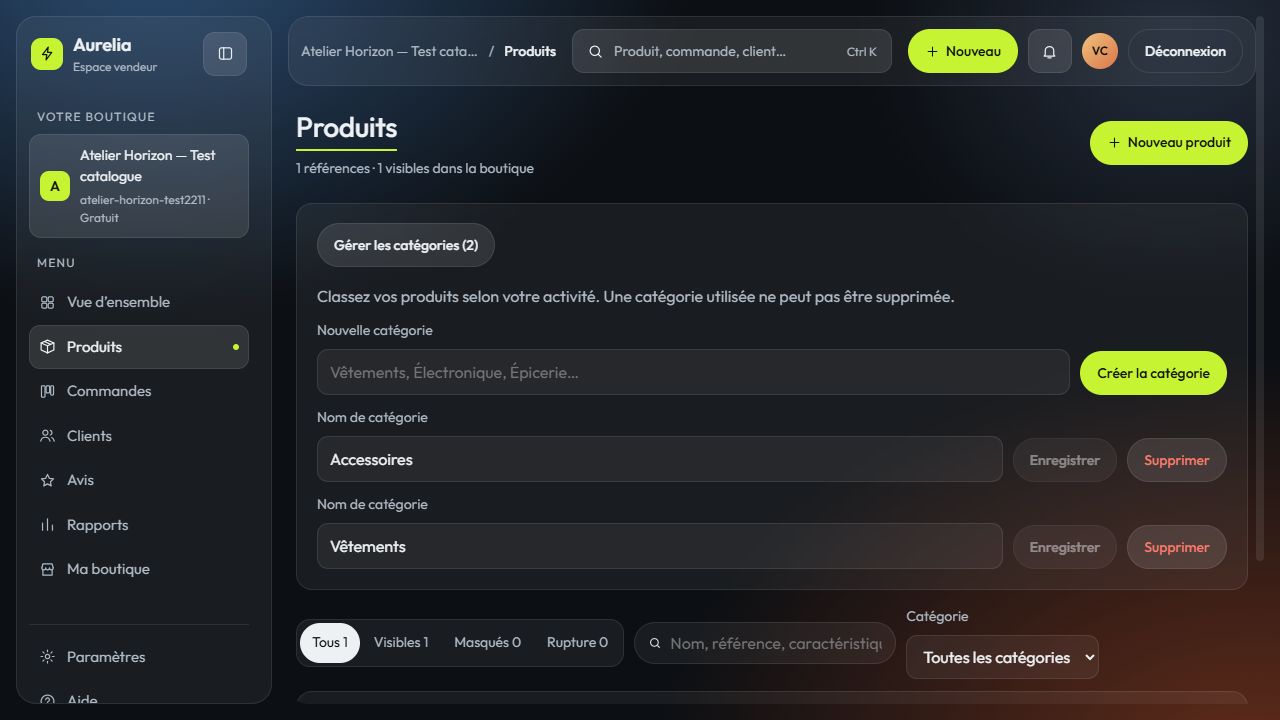 Aurelia
Espace vendeur
VOTRE BOUTIQUE
A
Atelier Horizon — Test
catalogue
atelier-horizon-test2211 ·
Gratuit
MENU
Vue d'ensemble
Produits
Commandes
Clients
Avis
Rapports
Ma boutique
Paramètres
Aide
Atelier Horizon — Test cata... / Produits
Produit, commande, client...
Ctrl K
Nouveau
VC
Déconnexion
Produits
1 références · 1 visibles dans la boutique
Nouveau produit
Gérer les catégories (2)
Classez vos produits selon votre activité. Une catégorie utilisée ne peut pas être supprimée.
Nouvelle catégorie
Vêtements, Électronique, Épicerie...
Créer la catégorie
Nom de catégorie
Accessoires
Enregistrer
Supprimer
Nom de catégorie
Vêtements
Enregistrer
Supprimer
Tous 1
Visibles 1
Masqués 0
Rupture 0
Nom, référence, caractéristiqu
Catégorie
Toutes les catégories